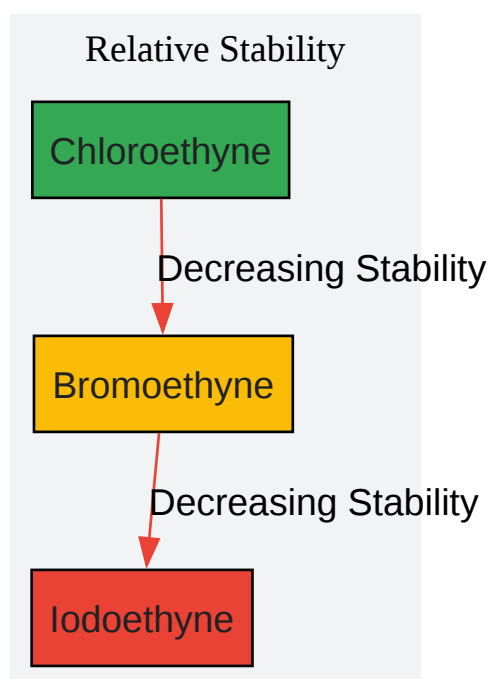 Relative Stability
Chloroethyne
Decreasing Stability
Bromoethyne
Decreasing Stability
Iodoethyne